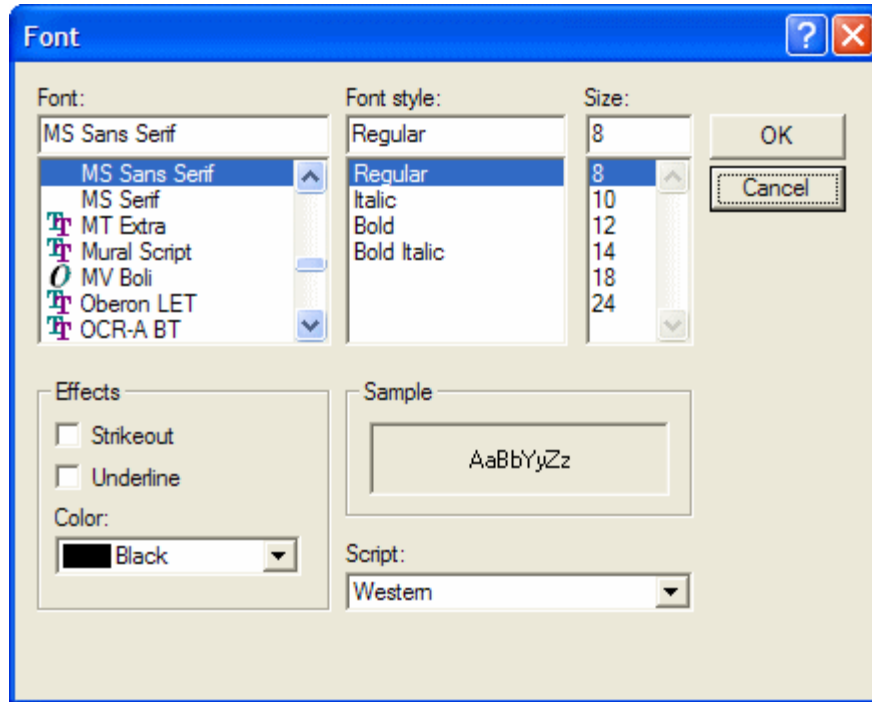 Font
Font:
MS Sans Serif
MS Sans Serif
MS Serif
MT Extra
Mural Script
MV Boli
Oberon LET
OCR-A BT
Font style:
Regular
Regular
Italic
Bold
Bold Italic
Size:
8
8
10
12
14
18
24
OK
Cancel
Effects
Strikeout
Underline
Color:
Black
Sample
AaBbYyZz
Script:
Western